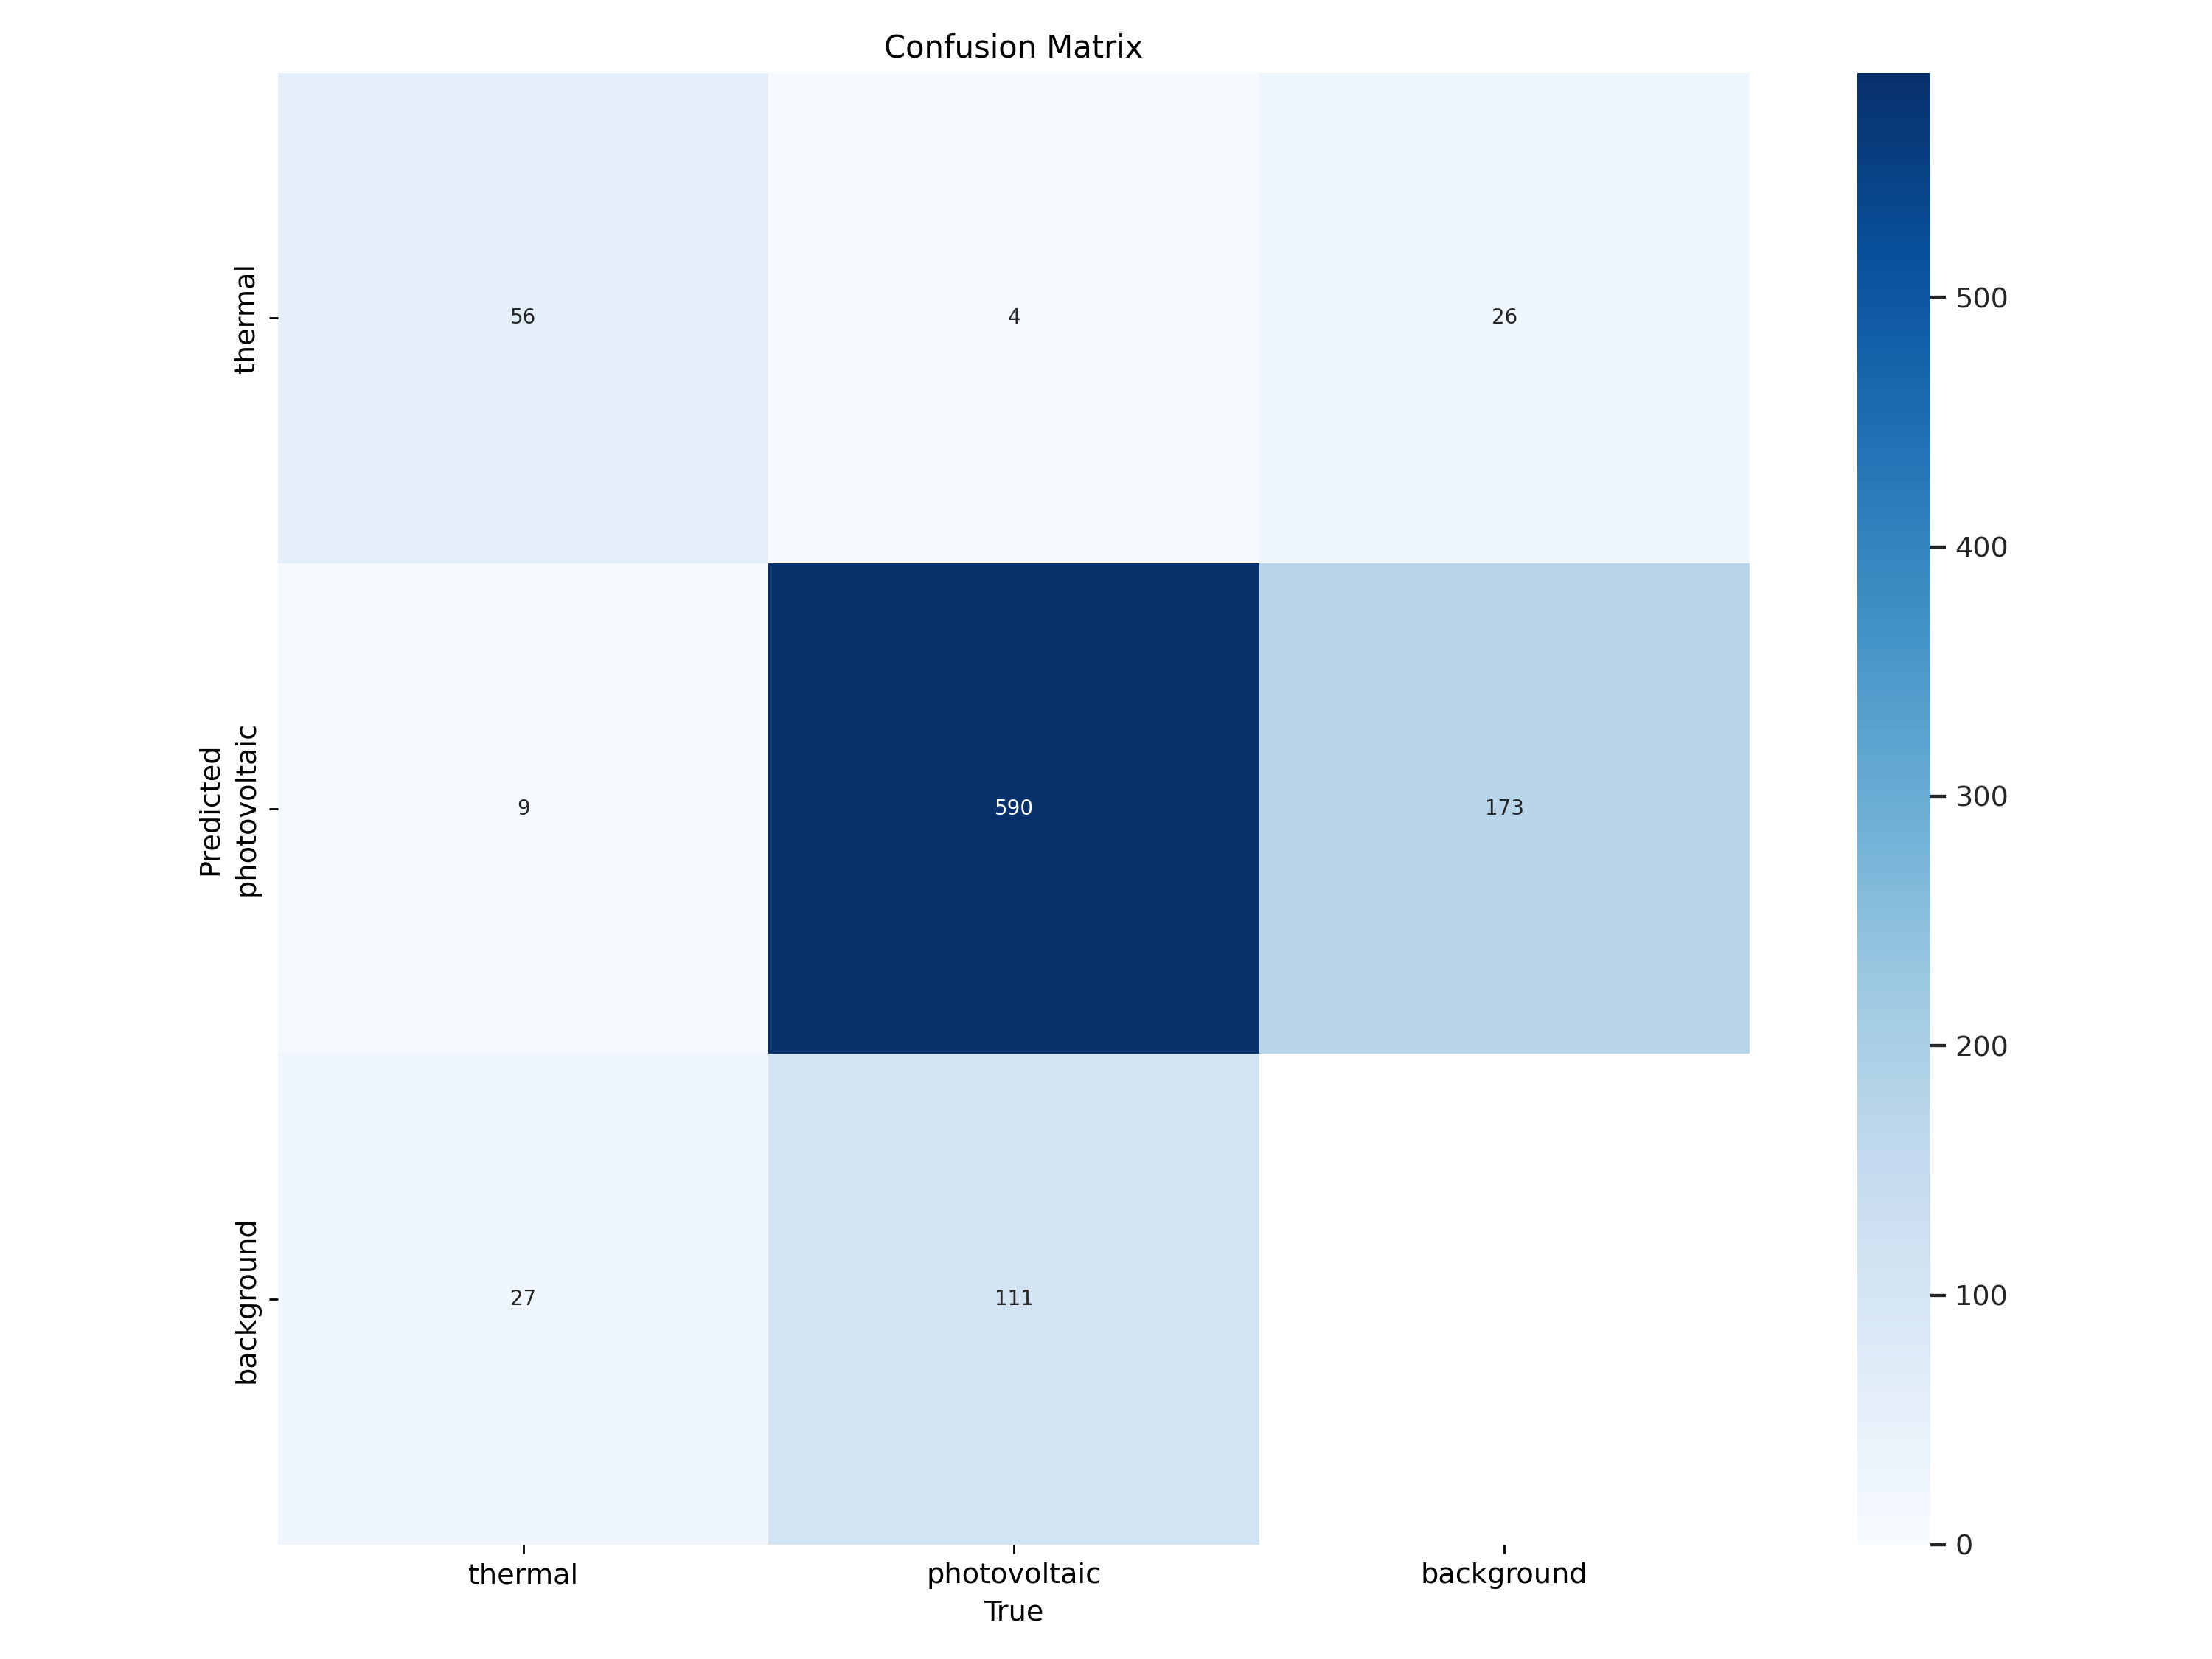 Confusion Matrix
thermal
56
4
26
500
400
Predicted
photovoltaic
9
590
173
300
200
background
27
111
100
0
thermal
photovoltaic
background
True